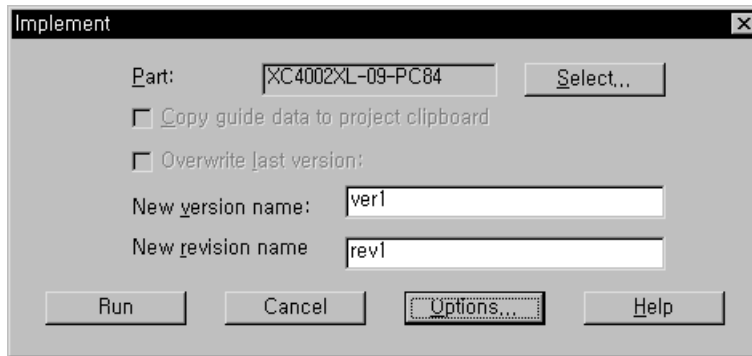 Implement
Part: XC4002XL-09-PC84 Select...
Copy guide data to project clipboard
Overwrite last version:
New version name: ver1
New revision name rev1
Run Cancel Options... Help